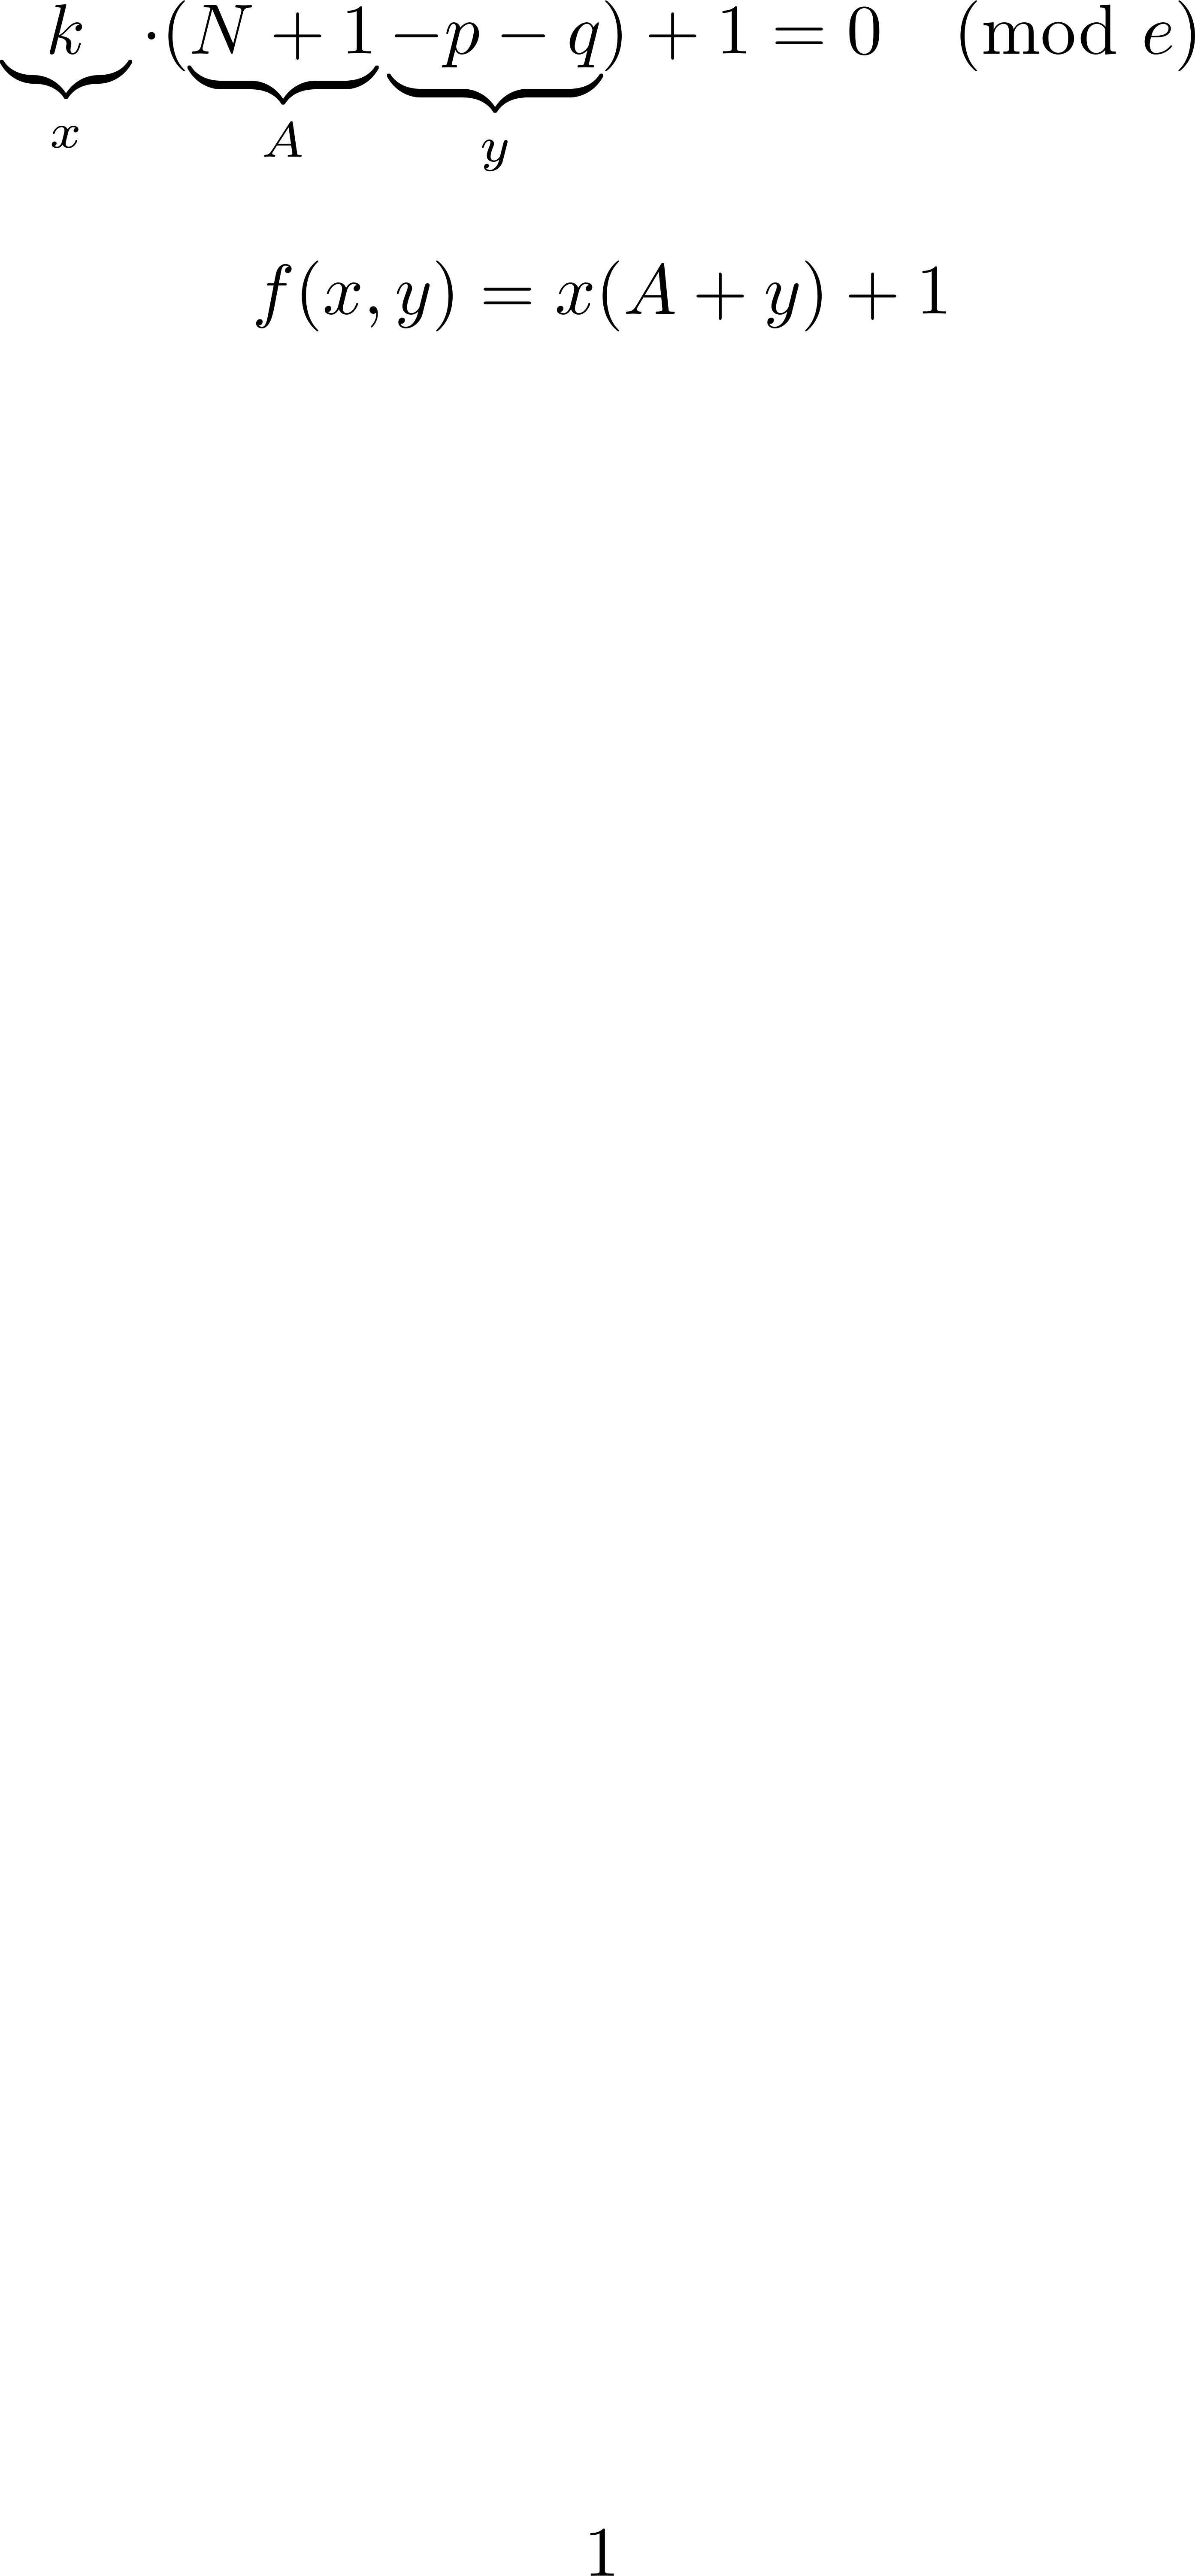 k · (N + 1 −p − q) + 1 = 0 (mod e)
x A y
f(x, y) = x(A + y) + 1
1